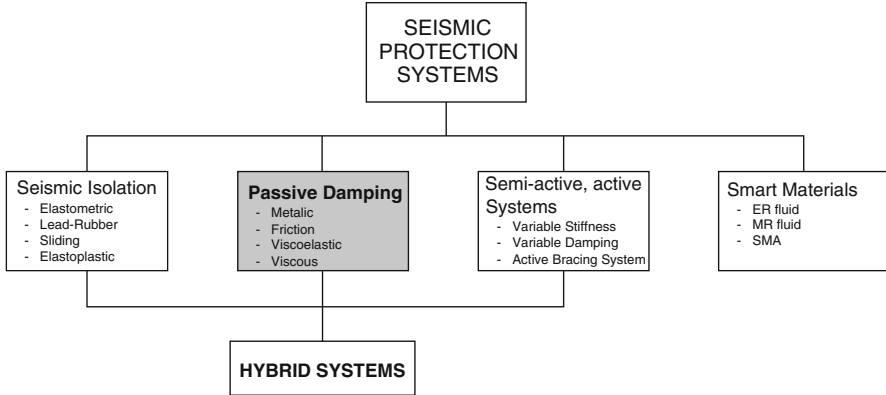 SEISMIC
PROTECTION
SYSTEMS
Seismic Isolation
- Elastometric
- Lead-Rubber
- Sliding
- Elastoplastic
Passive Damping
- Metalic
- Friction
- Viscoelastic
- Viscous
Semi-active, active
Systems
- Variable Stiffness
- Variable Damping
- Active Bracing System
Smart Materials
- ER fluid
- MR fluid
- SMA
HYBRID SYSTEMS